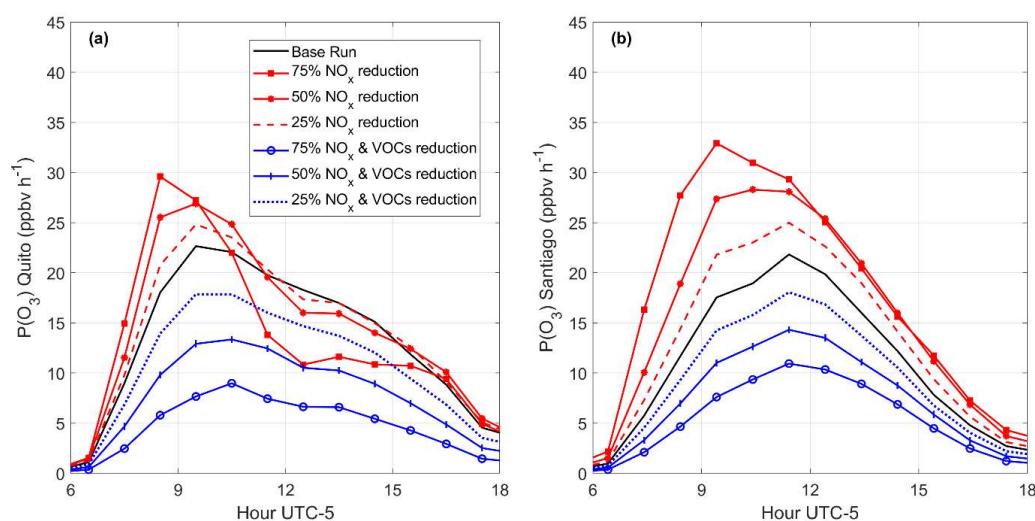 (a)
Base Run
75% NOx reduction
50% NOx reduction
25% NOx reduction
75% NOx & VOCs reduction
50% NOx & VOCs reduction
25% NOx & VOCs reduction
P(O3) Quito (ppbv h-1)
45
40
35
30
25
20
15
10
5
0
6 9 12 15 18
Hour UTC-5
(b)
P(O3) Santiago (ppbv h-1)
45
40
35
30
25
20
15
10
5
0
6 9 12 15 18
Hour UTC-5